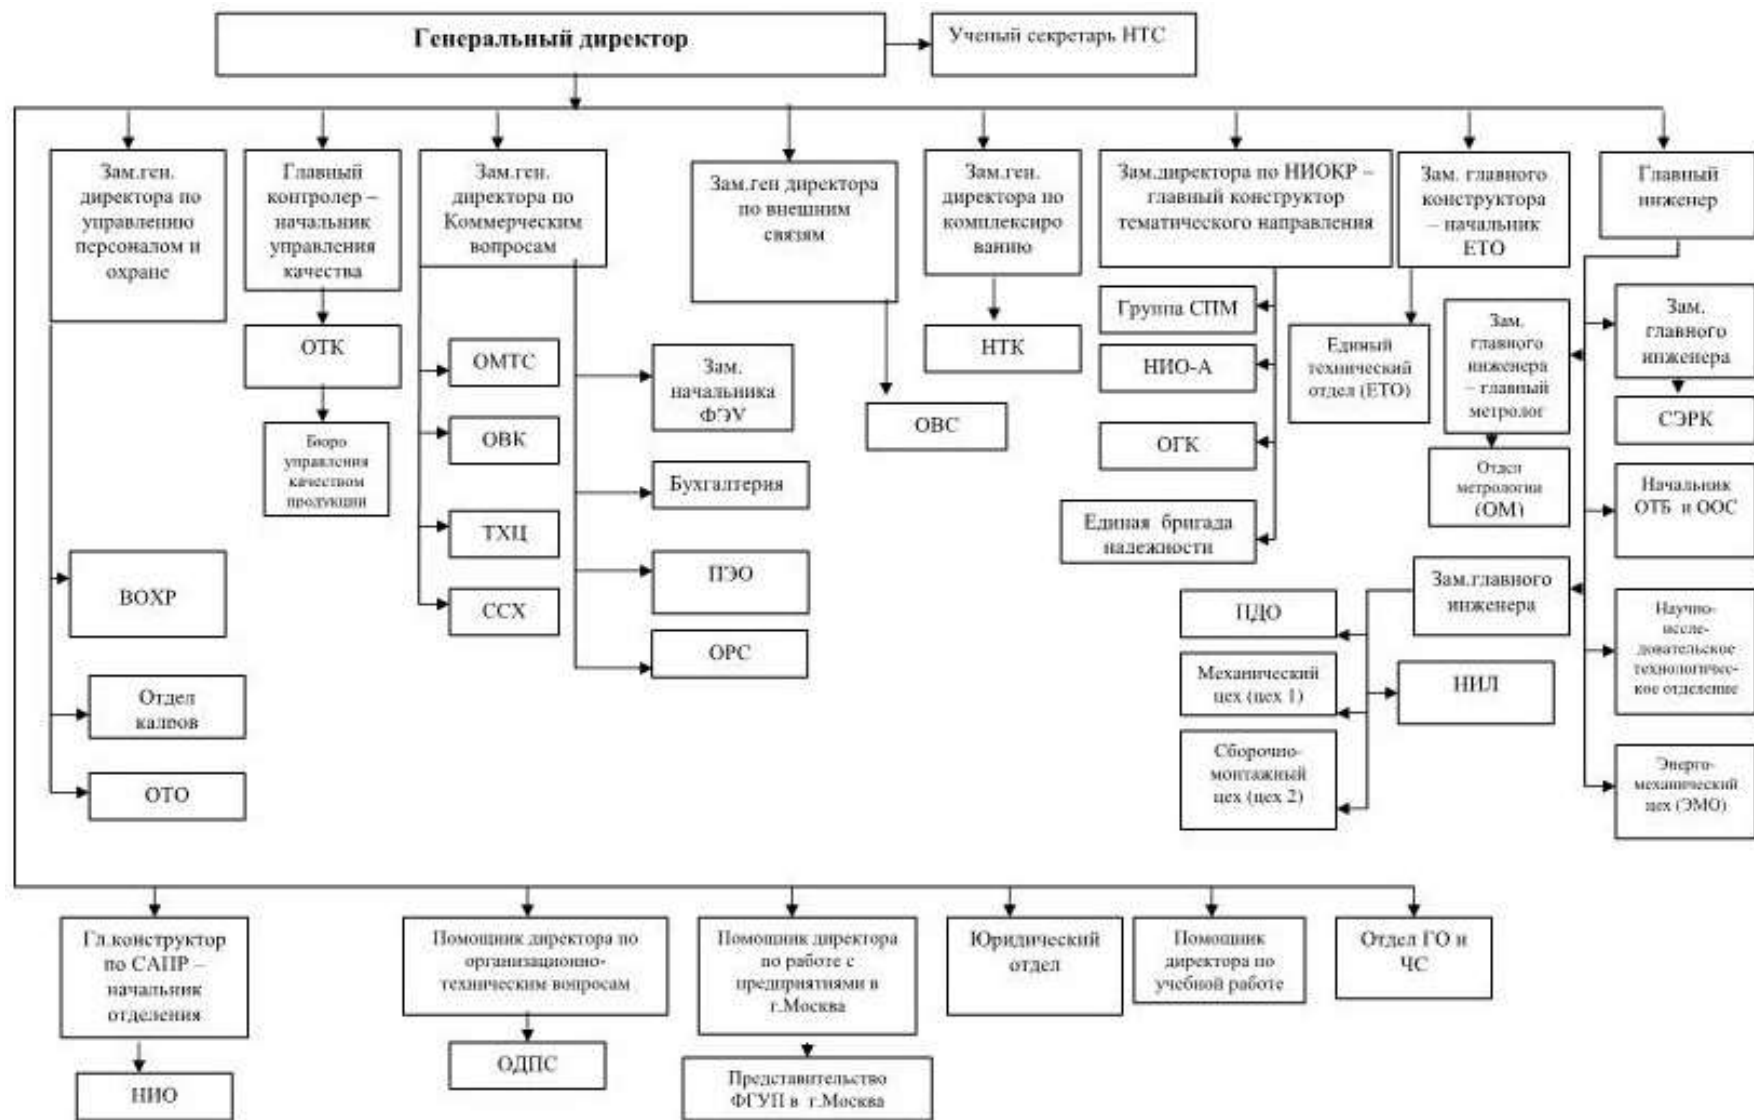 Генеральный директор
Ученый секретарь НТС
Зам.ген.
директора по
управлению
персоналом и
охране
Главный
контролер –
начальник
управления
качества
Зам.ген.
директора по
Коммерческим
вопросам
Зам.ген директора
по внешним
связям
Зам.ген.
директора по
комплексиро
ванию
Зам.директора по НИОКР –
главный конструктор
тематического направления
Зам. главного
конструктора
– начальник
ЕТО
Главный
инженер
ОТК
Бюро
управления
качеством
продукции
ВОХР
Отдел
кадров
ОТО
ОМТС
ОВК
ТХЦ
ССХ
Зам.
начальника
ФЭУ
Бухгалтерия
ПЭО
ОРС
ОВС
НТК
Группа СПМ
НИО-А
ОГК
Единая бригада
надежности
Единый
технический
отдел (ЕТО)
Зам.
главного
инженера
– главный
метролог
Отдел
метрологии
(ОМ)
Зам.
главного
инженера
СЭРК
Начальник
ОТБ и ООС
Зам.главного
инженера
ПДО
Механический
цех (цех 1)
Сборочно-
монтажный
цех (цех 2)
НИЛ
Научно-
иссле-
довательское
технологичес-
кое отделение
Энерго-
механический
цех (ЭМО)
Гл.конструктор
по САПР –
начальник
отделения
НИО
Помощник директора по
организационно-
техническим вопросам
ОДПС
Помощник директора
по работе с
предприятиями в
г.Москва
Представительство
ФГУП в г.Москва
Юридический
отдел
Помощник
директора по
учебной работе
Отдел ГО и
ЧС